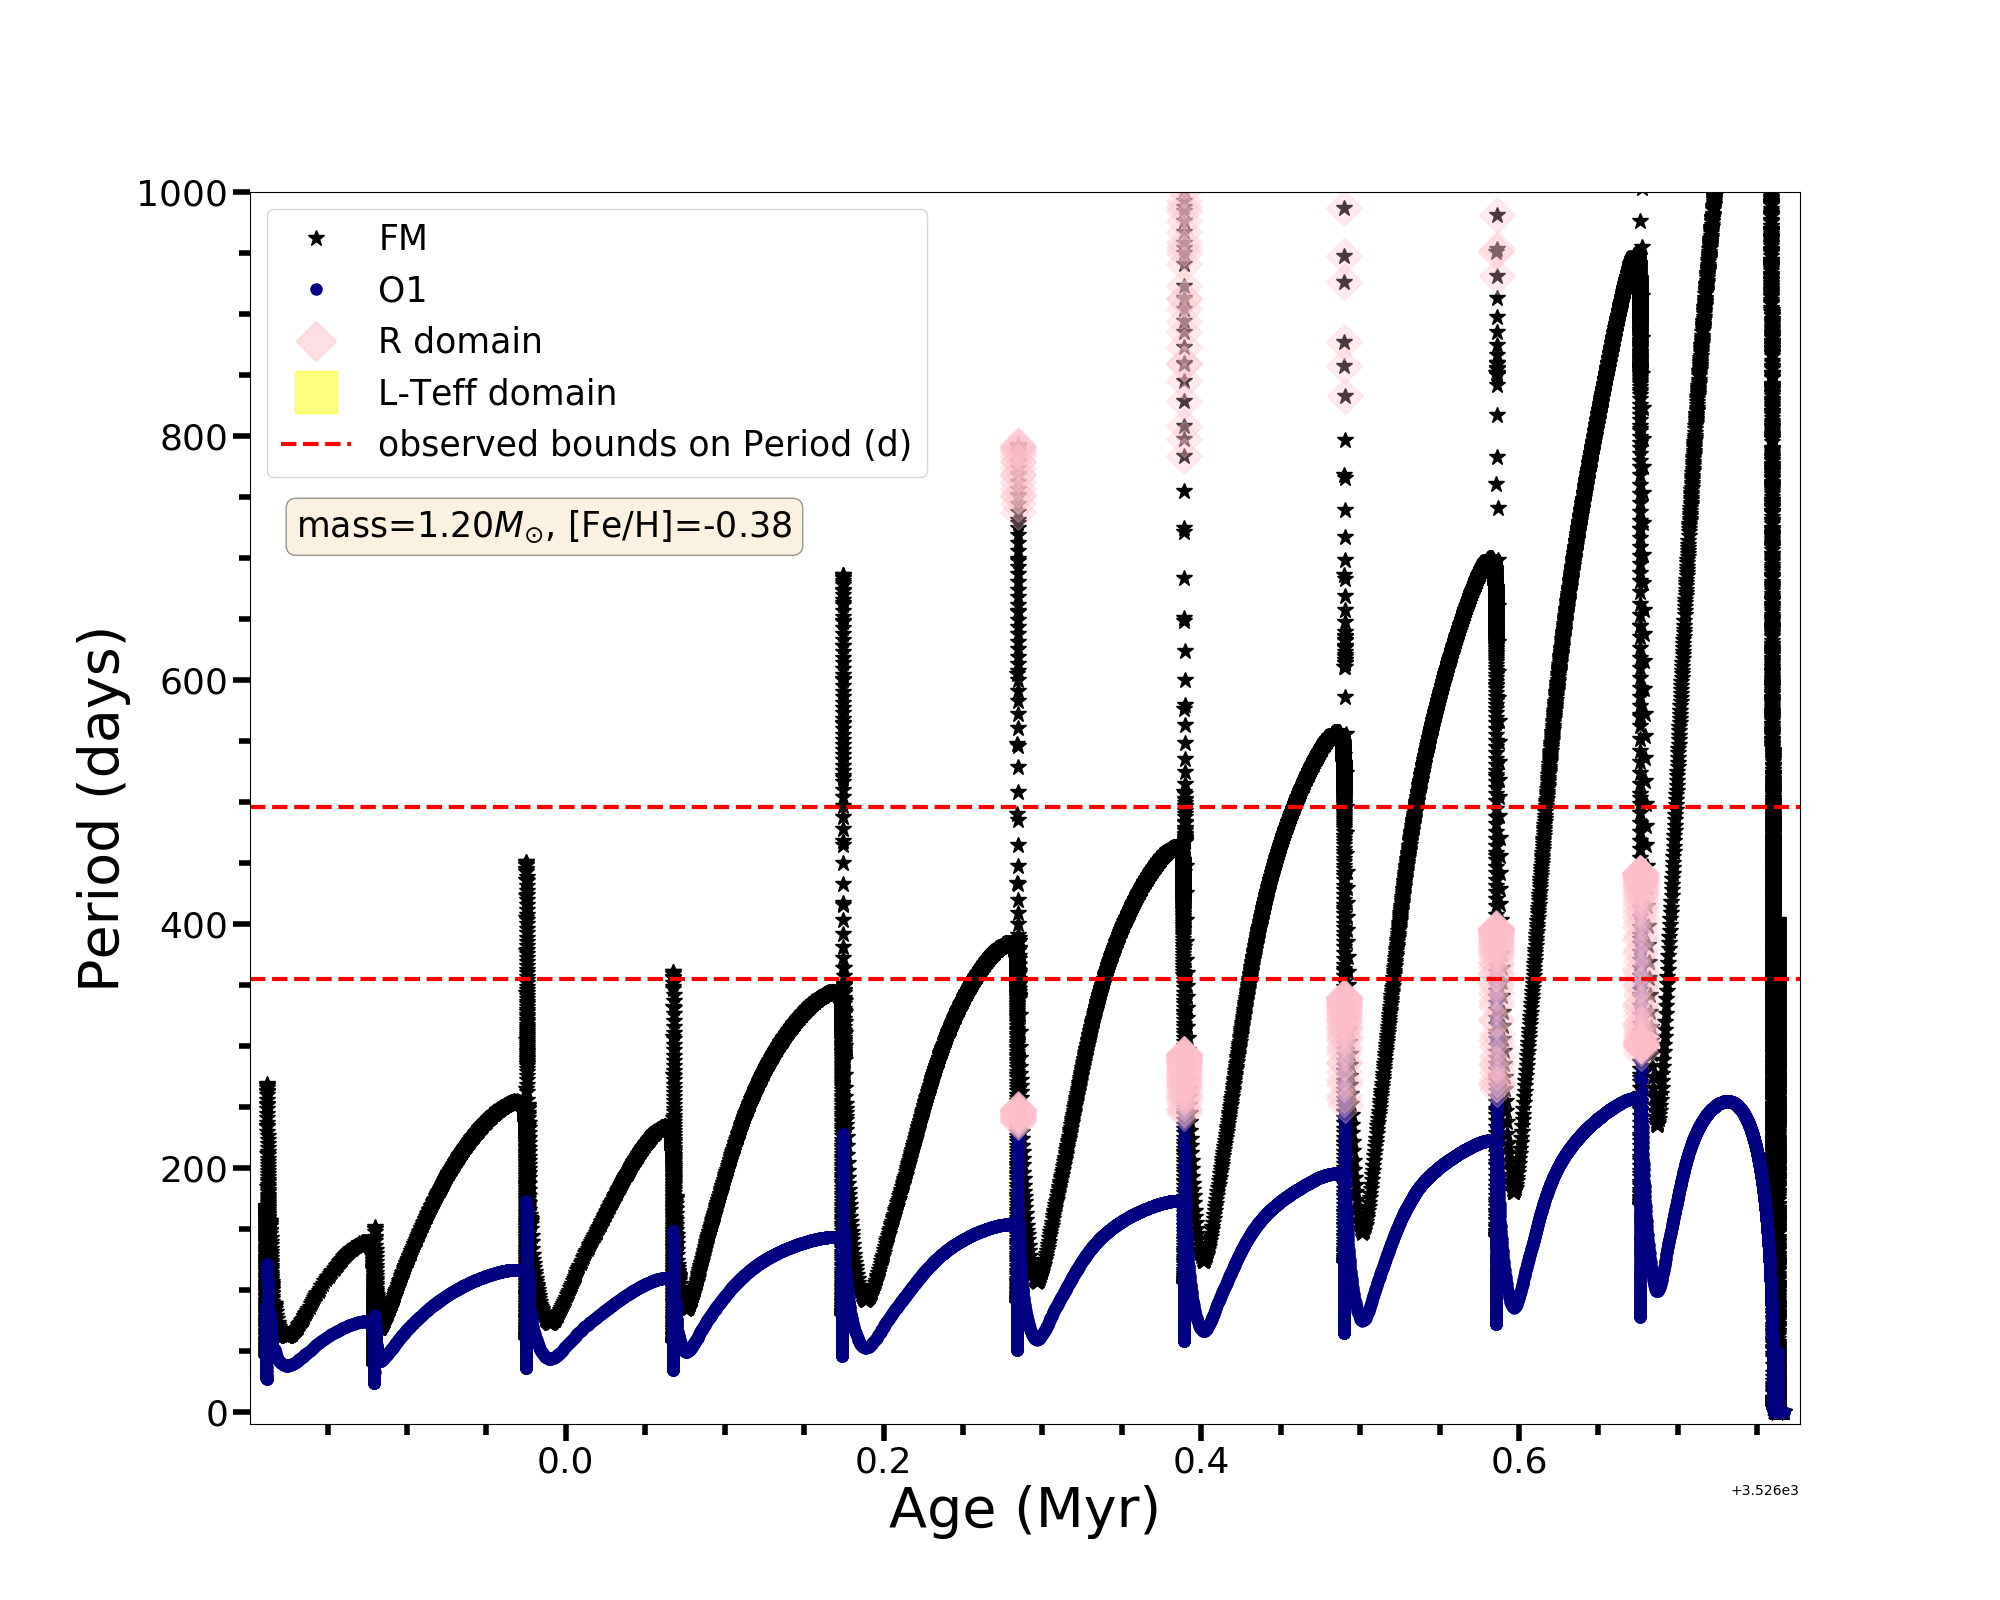 1000
800
600
400
200
0
Period (days)
FM
O1
R domain
L-Teff domain
observed bounds on Period (d)
mass=1.20M⊙, [Fe/H]=-0.38
0.0 0.2 0.4 0.6
+3.526e3
Age (Myr)